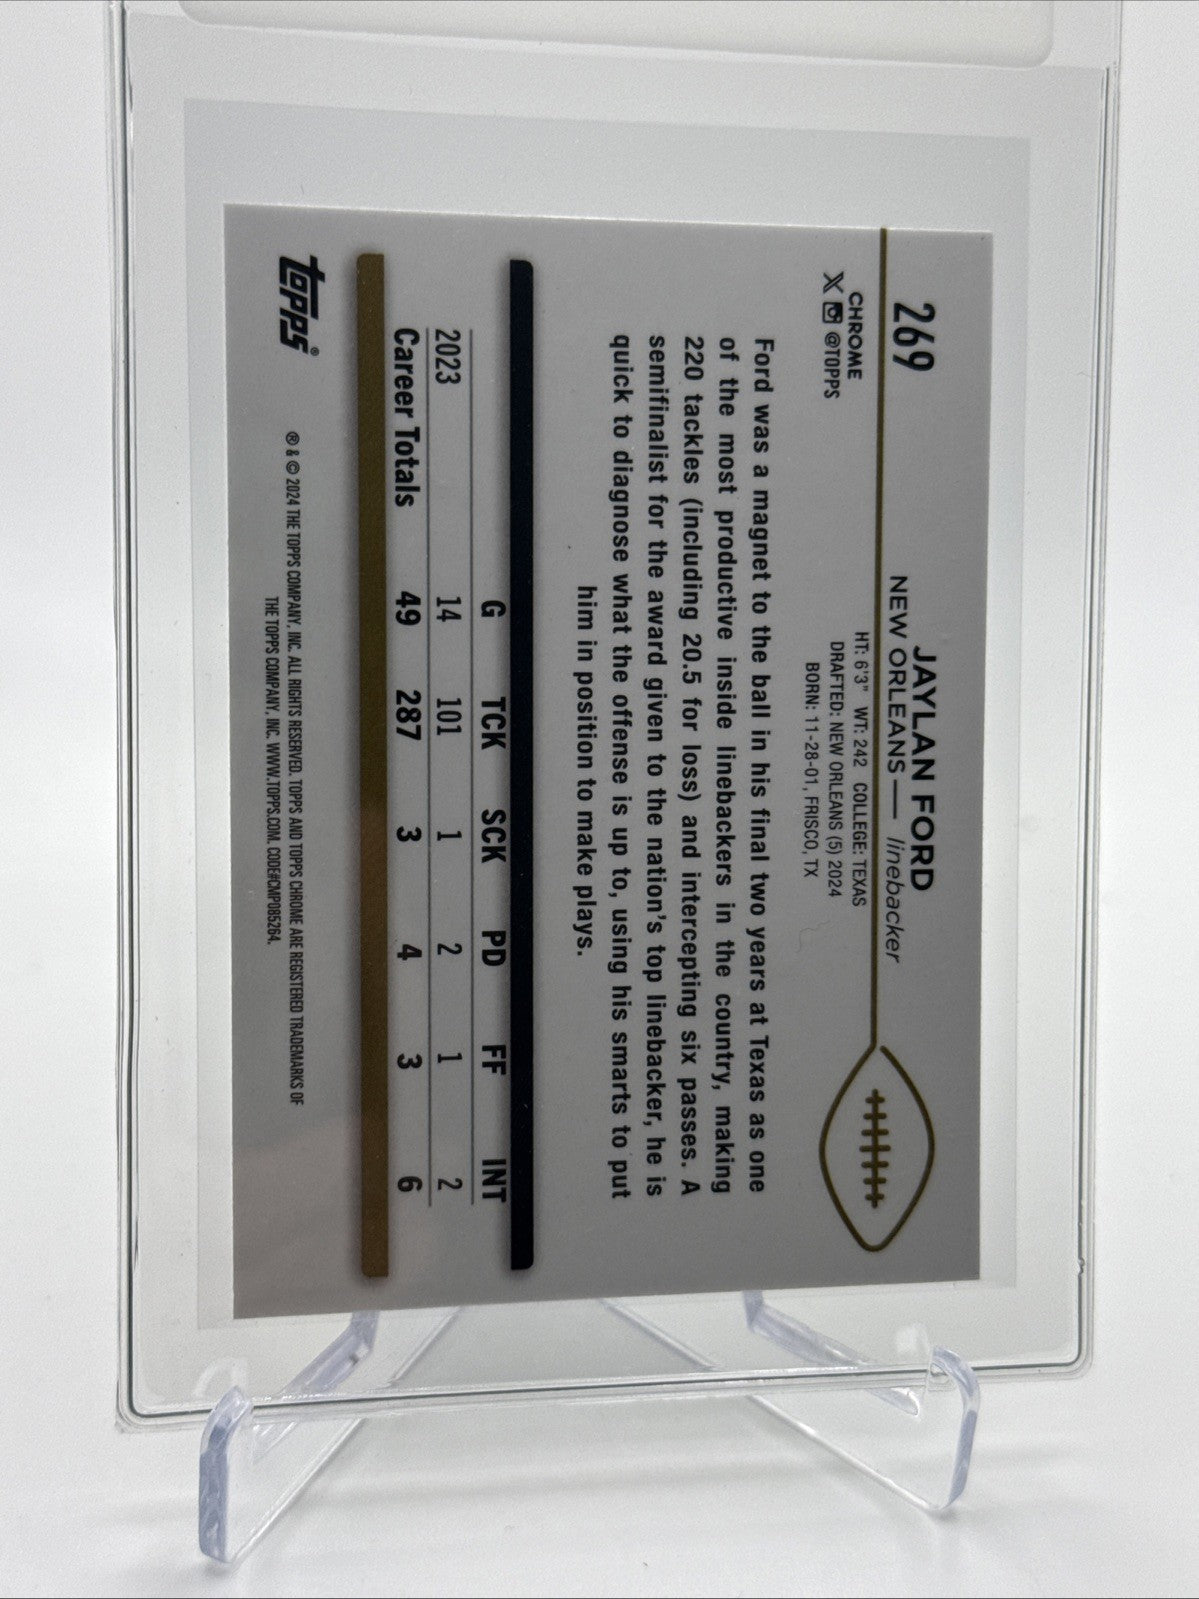 269
JAYLAN FORD
NEW ORLEANS — linebacker
CHROME
X @TOPPS
HT: 6'3" WT: 242 COLLEGE: TEXAS
DRAFTED: NEW ORLEANS (5) 2024
BORN: 11-28-01, FRISCO, TX
Ford was a magnet to the ball in his final two years at Texas as one
of the most productive inside linebackers in the country, making
220 tackles (including 20.5 for loss) and intercepting six passes. A
semifinalist for the award given to the nation's top linebacker, he is
quick to diagnose what the offense is up to, using his smarts to put
him in position to make plays.
G TCK SCK PD FF INT
2023 14 101 1 2 1 2
Career Totals 49 287 3 4 3 6
TOPPS®
® & © 2024 THE TOPPS COMPANY, INC. ALL RIGHTS RESERVED. TOPPS AND TOPPS CHROME ARE REGISTERED TRADEMARKS OF
THE TOPPS COMPANY, INC. WWW.TOPPS.COM. CODE#CMP085264.